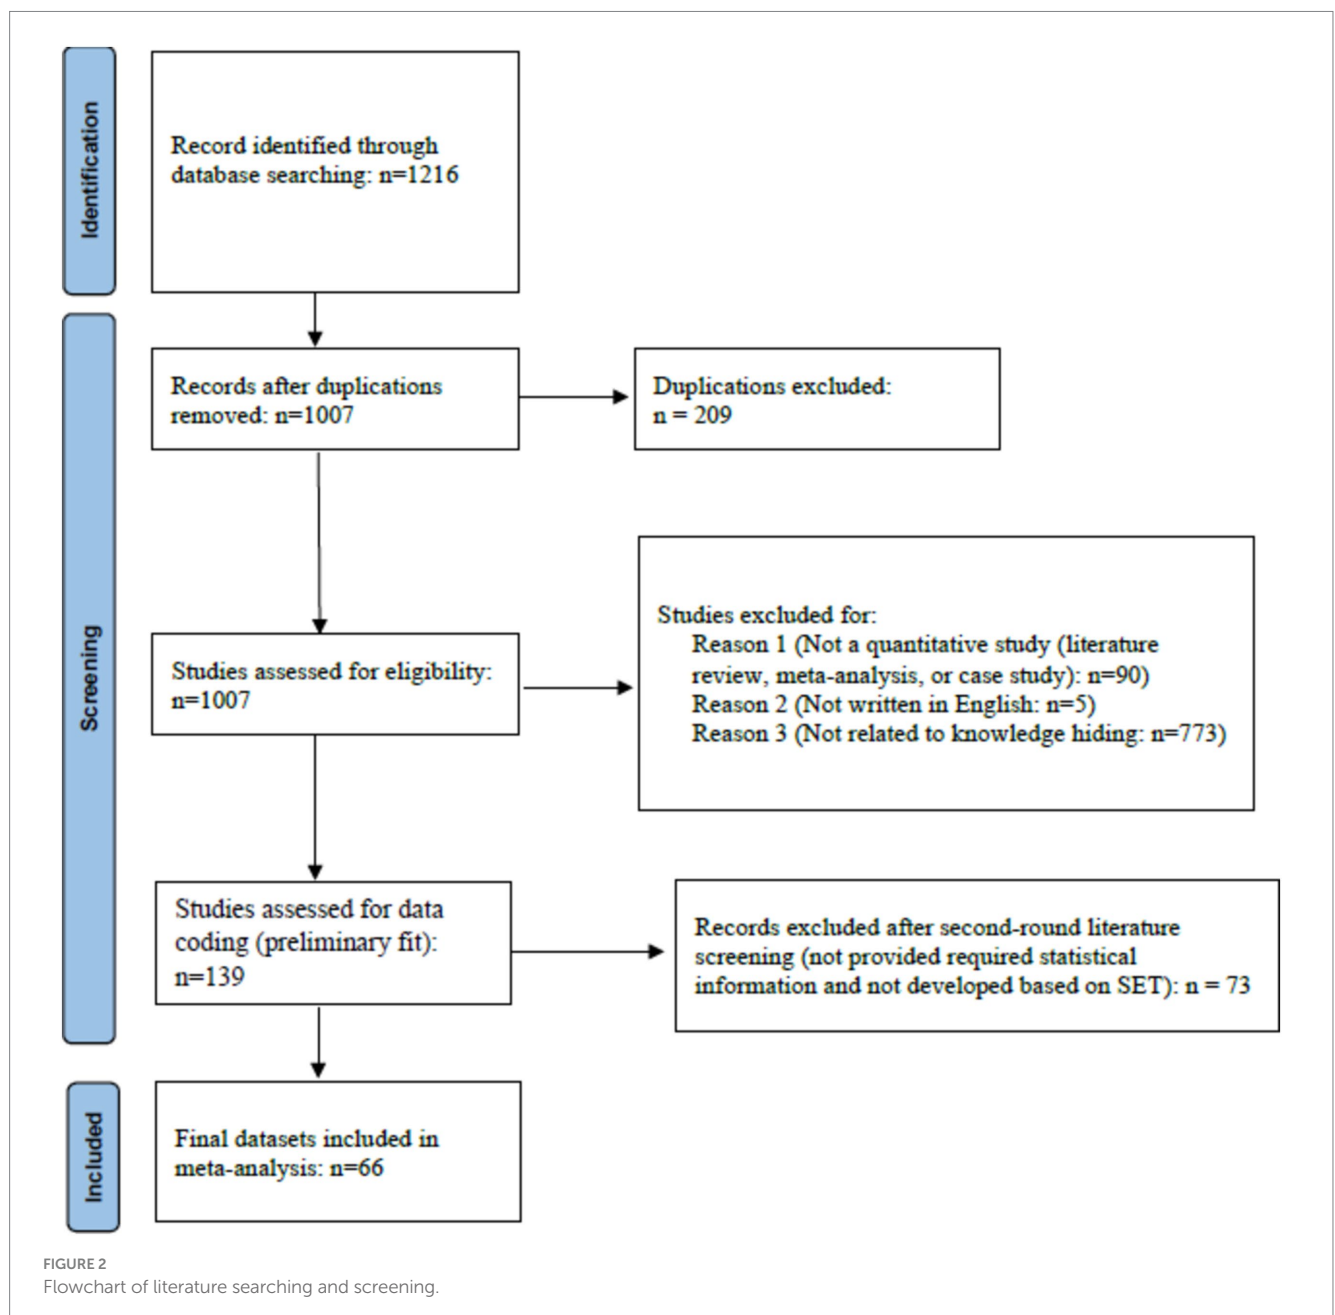 Identification
Record identified through
database searching: n=1216
Screening
Records after duplications
removed: n=1007
Duplications excluded:
n = 209
Studies assessed for eligibility:
n=1007
Studies excluded for:
Reason 1 (Not a quantitative study (literature
review, meta-analysis, or case study): n=90)
Reason 2 (Not written in English: n=5)
Reason 3 (Not related to knowledge hiding: n=773)
Studies assessed for data
coding (preliminary fit):
n=139
Records excluded after second-round literature
screening (not provided required statistical
information and not developed based on SET): n = 73
Included
Final datasets included in
meta-analysis: n=66
FIGURE 2
Flowchart of literature searching and screening.